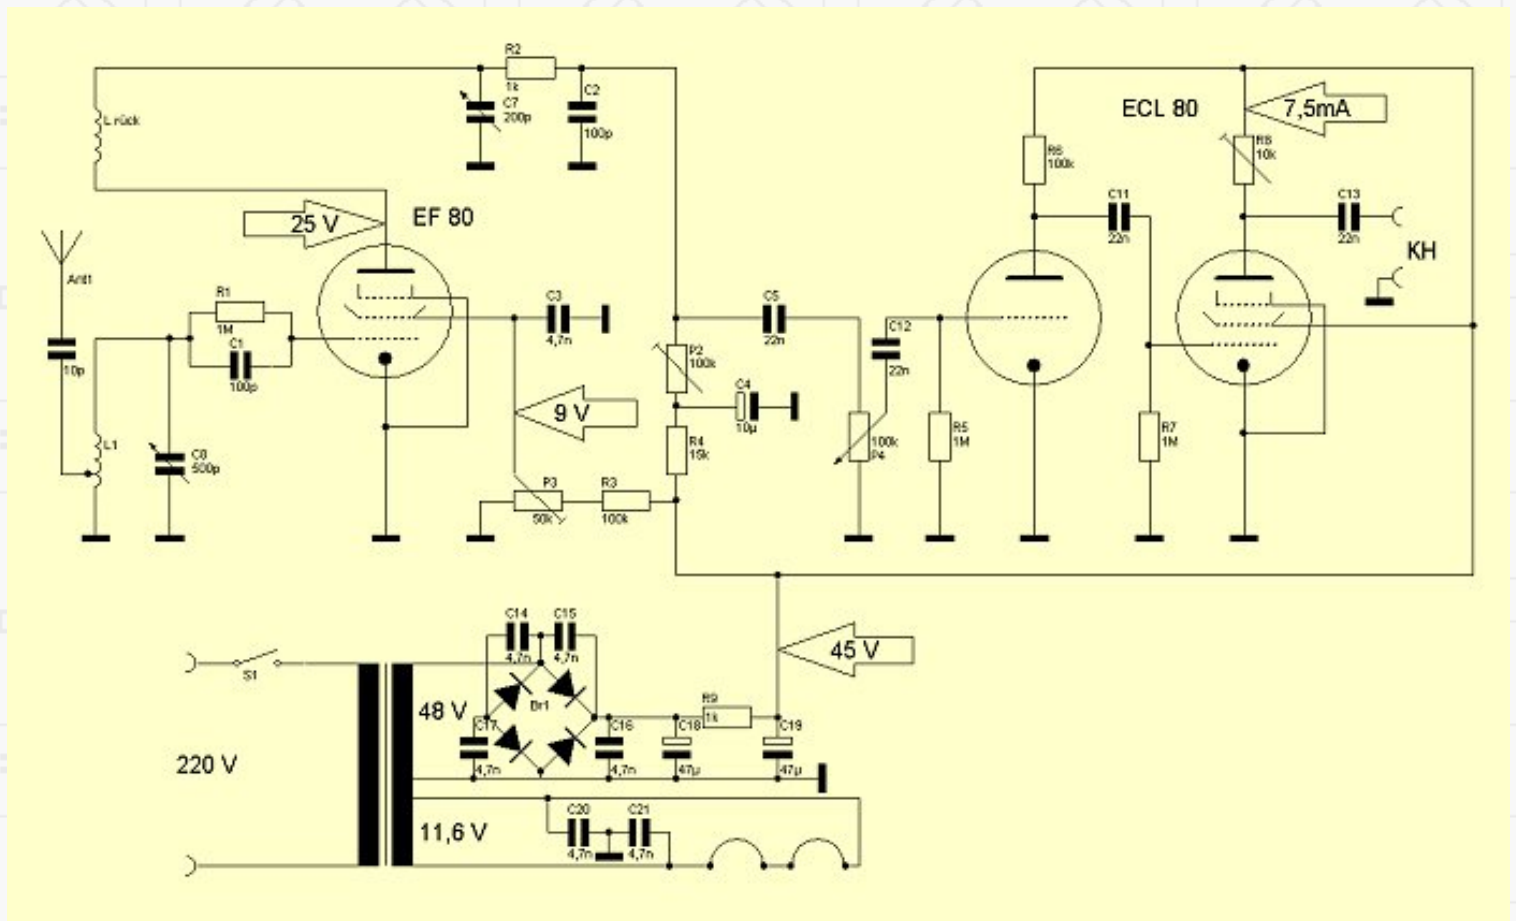 R2
1k
C7
200p
C2
100p
L rück
25 V
EF 80
Ant1
10p
R1
1M
C1
100p
C3
4,7n
9 V
L1
500p
P3
50k
R3
100k
P2
100k
C4
10µ
R4
15k
C5
22n
C12
22n
100k
P4
R5
1M
R6
100k
ECL 80
7,5mA
10k
C11
22n
C13
22n
KH
R7
1M
45 V
C14
4,7n
C15
4,7n
S1
220 V
48 V
11,6 V
Br1
C17
4,7n
C16
4,7n
C18
47µ
R9
1k
C19
47µ
C20
4,7n
C21
4,7n